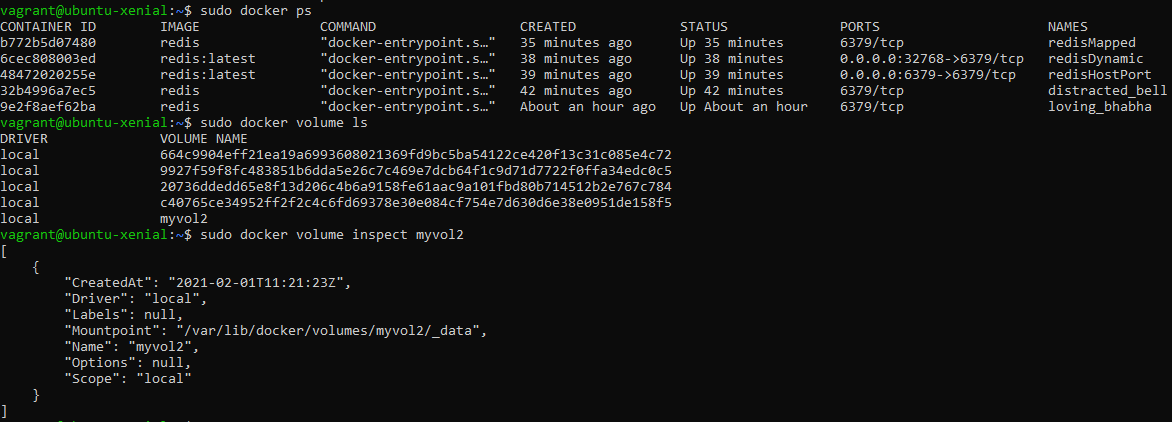 vagrant@ubuntu-xenial:~$ sudo docker ps
CONTAINER ID        IMAGE               COMMAND                  CREATED             STATUS              PORTS                     NAMES
b772b5d07480        redis               "docker-entrypoint.s…"   35 minutes ago      Up 35 minutes       6379/tcp                  redisMapped
6cec808003ed        redis:latest        "docker-entrypoint.s…"   38 minutes ago      Up 38 minutes       0.0.0.0:32768->6379/tcp   redisDynamic
48472020255e        redis:latest        "docker-entrypoint.s…"   39 minutes ago      Up 39 minutes       0.0.0.0:6379->6379/tcp    redisHostPort
32b4996a7ec5        redis               "docker-entrypoint.s…"   42 minutes ago      Up 42 minutes       6379/tcp                  distracted_bell
9e2f8aef62ba        redis               "docker-entrypoint.s…"   About an hour ago   Up About an hour    6379/tcp                  loving_bhabha
vagrant@ubuntu-xenial:~$ sudo docker volume ls
DRIVER              VOLUME NAME
local               664c9904eff21ea19a6993608021369fd9bc5ba54122ce420f13c31c085e4c72
local               9927f59f8fc483851b6dda5e26c7c469e7dcb64f1c9d71d7722f0ffa34edc0c5
local               20736ddedd65e8f13d206c4b6a9158fe61aac9a101fbd80b714512b2e767c784
local               c40765ce34952ff2f2c4c6fd69378e30e084cf754e7d630d6e38e0951de158f5
local               myvol2
vagrant@ubuntu-xenial:~$ sudo docker volume inspect myvol2
[
    {
        "CreatedAt": "2021-02-01T11:21:23Z",
        "Driver": "local",
        "Labels": null,
        "Mountpoint": "/var/lib/docker/volumes/myvol2/_data",
        "Name": "myvol2",
        "Options": null,
        "Scope": "local"
    }
]